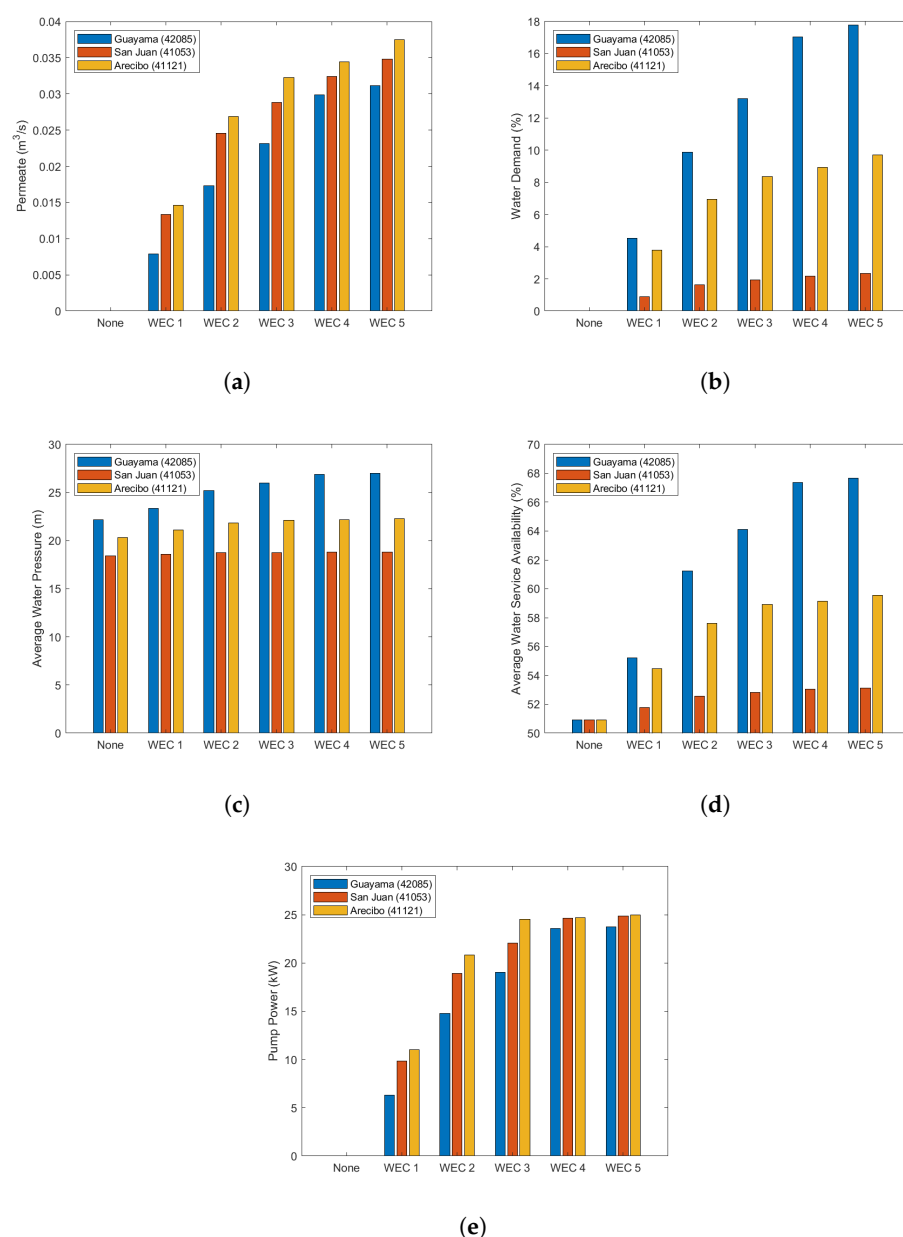 Permeate (m³/s)
0.04
0.035
0.03
0.025
0.02
0.015
0.01
0.005
0
Guayama (42085)
San Juan (41053)
Arecibo (41121)
None WEC 1 WEC 2 WEC 3 WEC 4 WEC 5
(a)
Water Demand (%)
18
16
14
12
10
8
6
4
2
0
Guayama (42085)
San Juan (41053)
Arecibo (41121)
None WEC 1 WEC 2 WEC 3 WEC 4 WEC 5
(b)
Average Water Pressure (m)
30
25
20
15
10
5
0
Guayama (42085)
San Juan (41053)
Arecibo (41121)
None WEC 1 WEC 2 WEC 3 WEC 4 WEC 5
(c)
Average Water Service Availability (%)
70
68
66
64
62
60
58
56
54
52
50
Guayama (42085)
San Juan (41053)
Arecibo (41121)
None WEC 1 WEC 2 WEC 3 WEC 4 WEC 5
(d)
Pump Power (kW)
30
25
20
15
10
5
0
Guayama (42085)
San Juan (41053)
Arecibo (41121)
None WEC 1 WEC 2 WEC 3 WEC 4 WEC 5
(e)